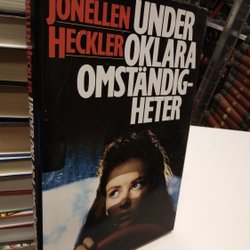 JONELLEN
HECKLER
UNDER
OKLARA
OMSTÄNDIG-
HETER